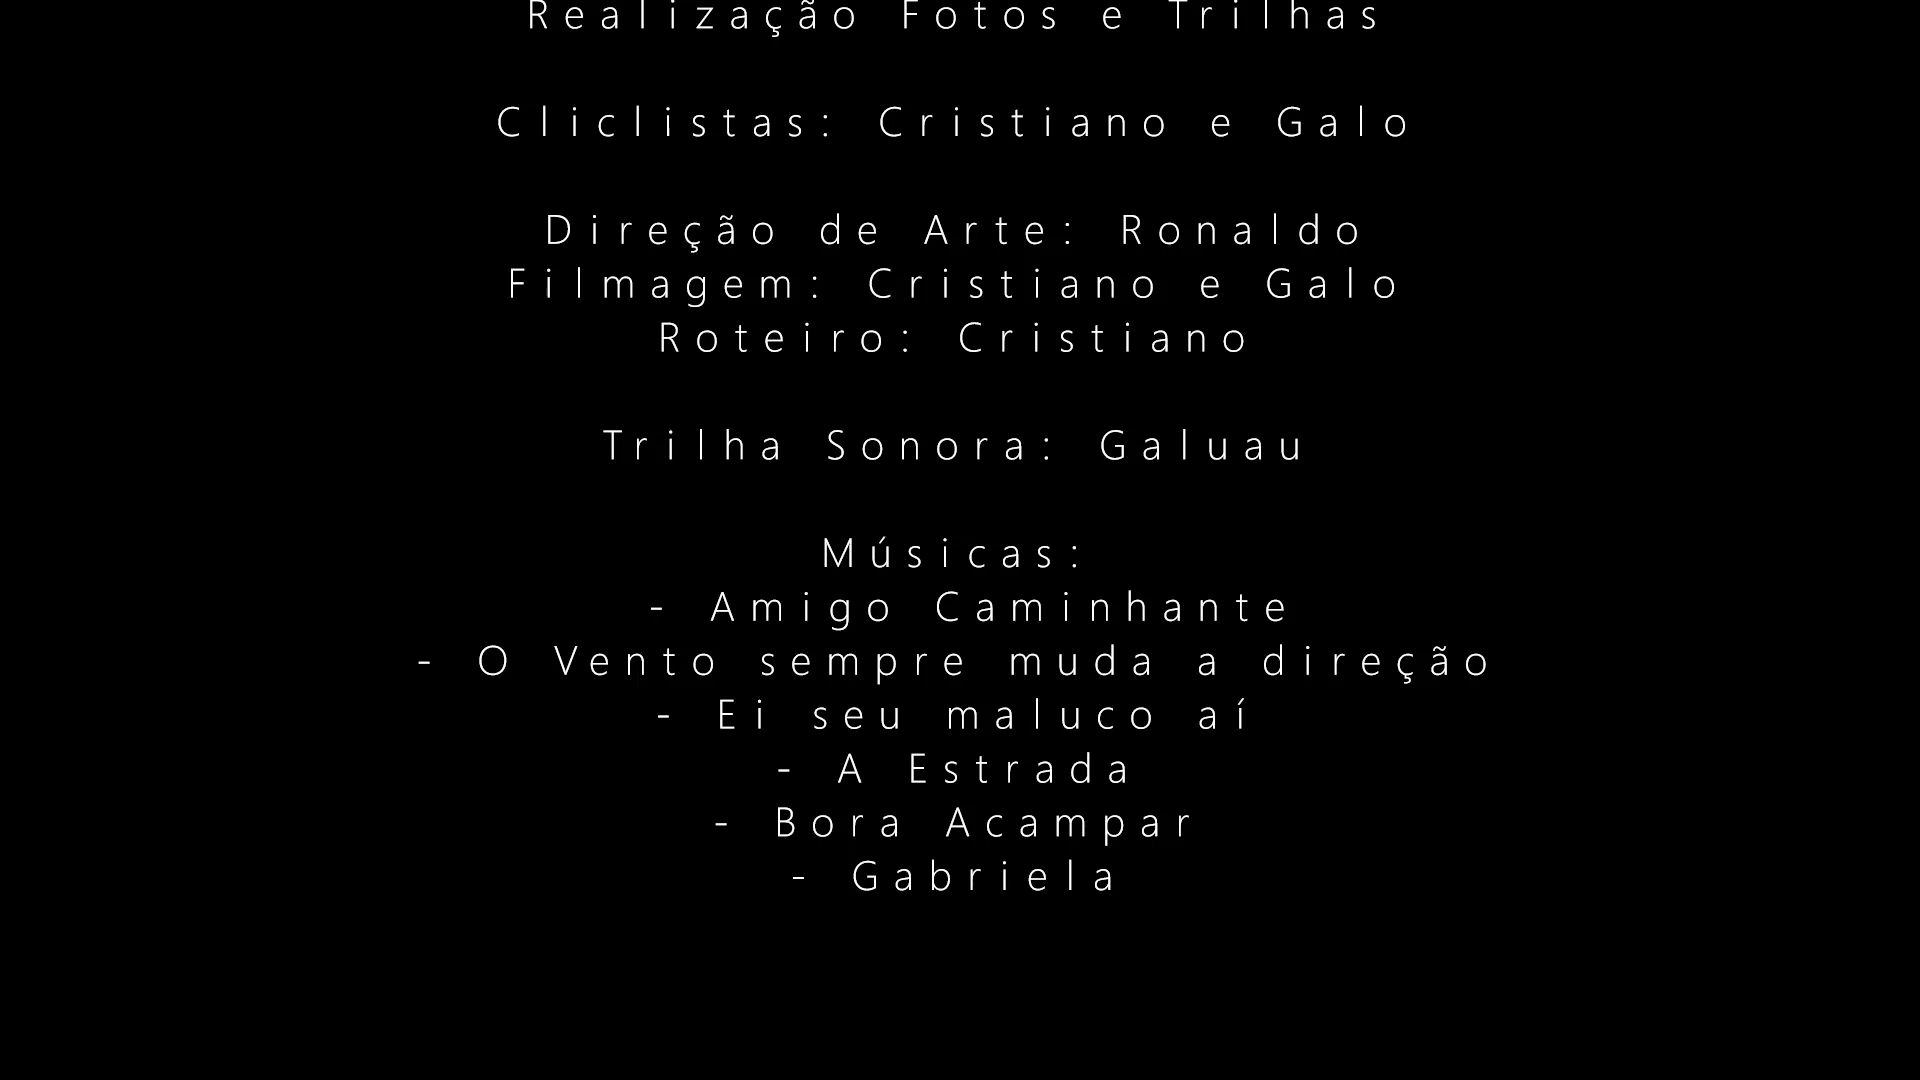 Realização Fotos e Trilhas
Cliclistas: Cristiano e Galo
Direção de Arte: Ronaldo
Filmagem: Cristiano e Galo
Roteiro: Cristiano
Trilha Sonora: Galuau
Músicas:
- Amigo Caminhante
- O Vento sempre muda a direção
- Ei seu maluco aí
- A Estrada
- Bora Acampar
- Gabriela